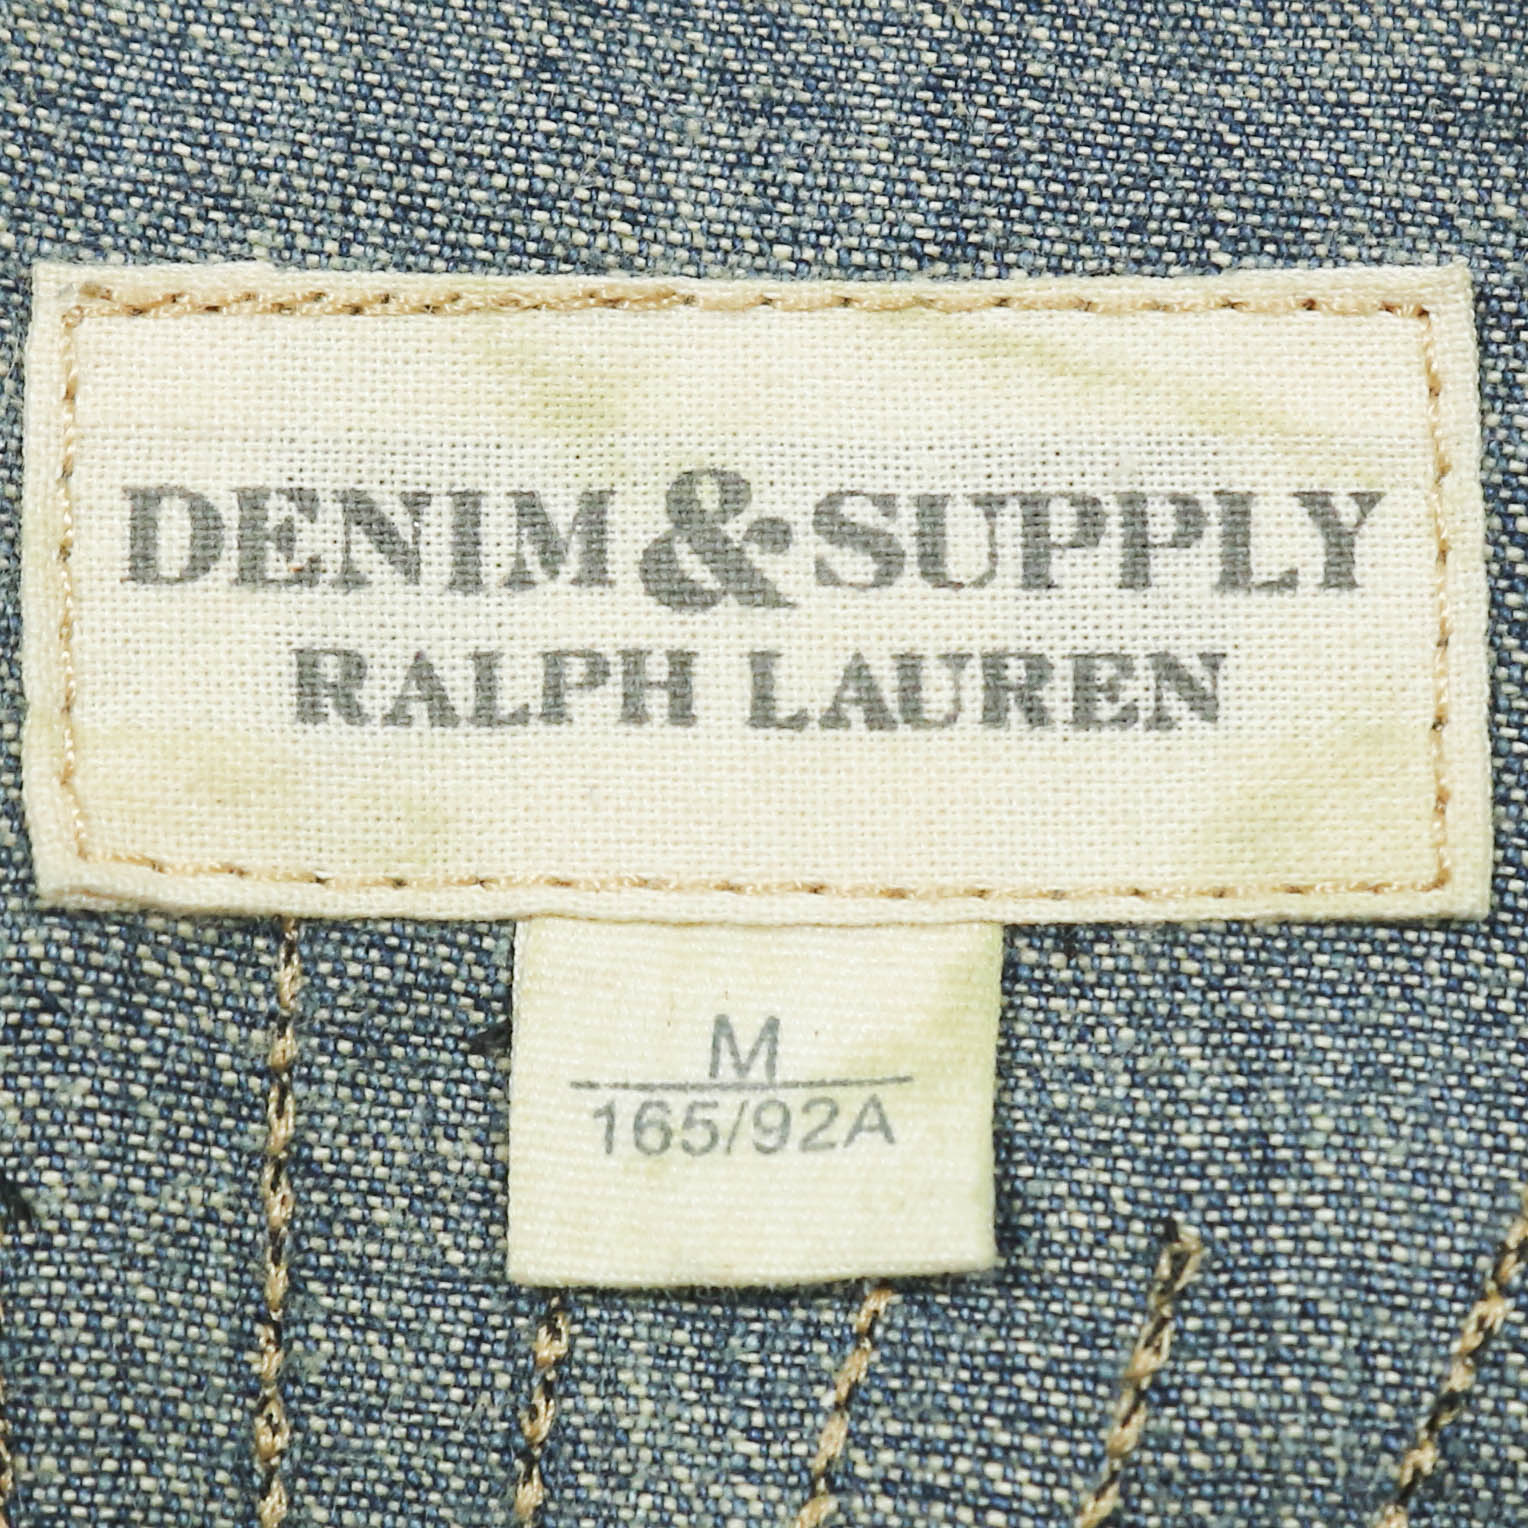 DENIM & SUPPLY
RALPH LAUREN
M
165/92A